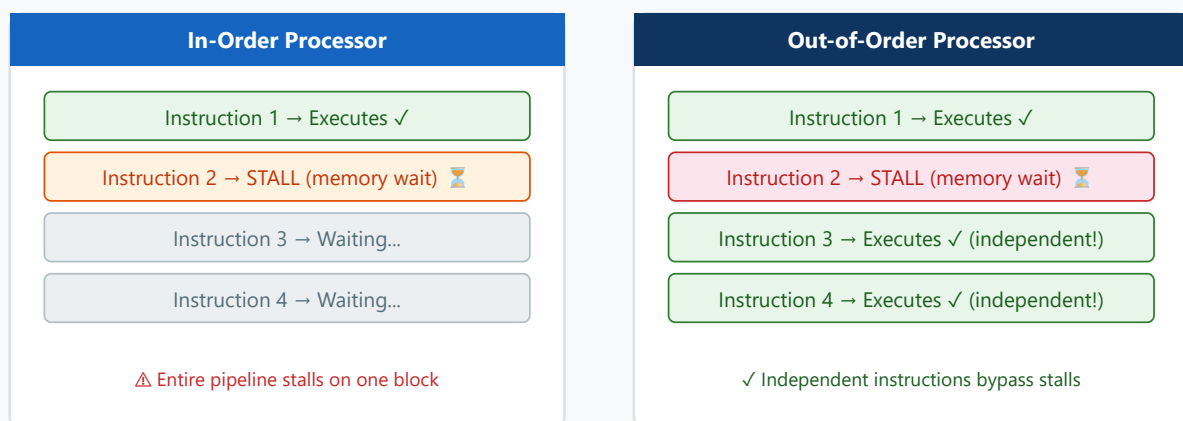 In-Order Processor
Instruction 1 → Executes ✓
Instruction 2 → STALL (memory wait) ⏳
Instruction 3 → Waiting...
Instruction 4 → Waiting...
⚠ Entire pipeline stalls on one block
Out-of-Order Processor
Instruction 1 → Executes ✓
Instruction 2 → STALL (memory wait) ⏳
Instruction 3 → Executes ✓ (independent!)
Instruction 4 → Executes ✓ (independent!)
✓ Independent instructions bypass stalls